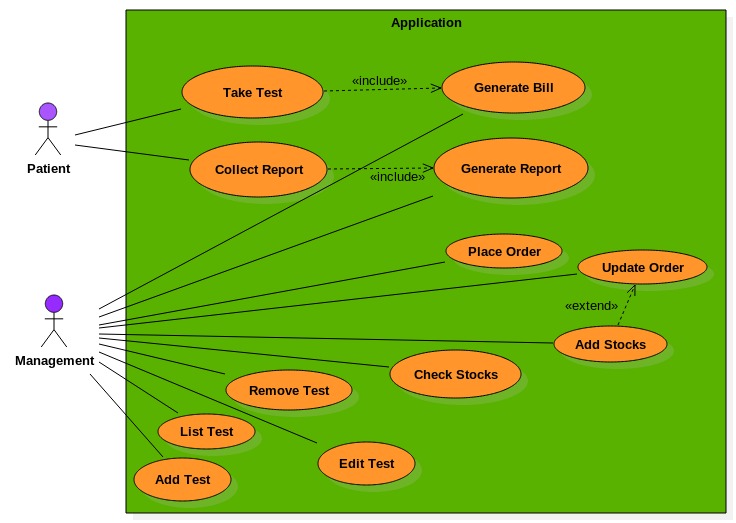 Application
Take Test
«include»
Generate Bill
Patient
Collect Report
«include»
Generate Report
Place Order
Update Order
«extend»
Management
Add Stocks
Check Stocks
Remove Test
List Test
Edit Test
Add Test